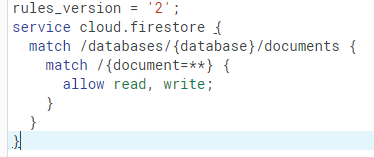 rules_version = '2';
service cloud.firestore {
  match /databases/{database}/documents {
    match /{document=**} {
      allow read, write;
    }
  }
}